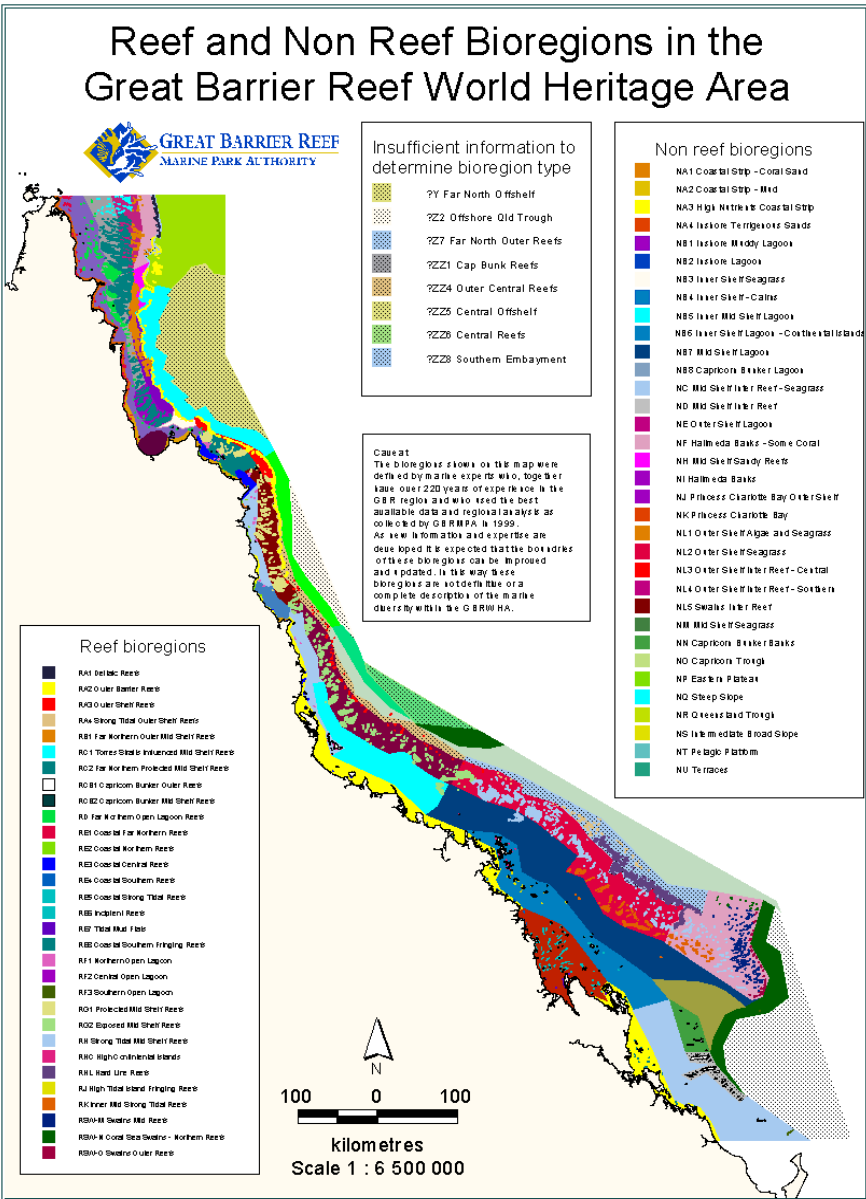 Reef and Non Reef Bioregions in the
Great Barrier Reef World Heritage Area
GREAT BARRIER REEF
MARINE PARK AUTHORITY
Insufficient information to
determine bioregion type
?Y Far North Offshelf
?Z2 Offshore Qld Trough
?Z7 Far North Outer Reefs
?ZZ1 Cap Bunk Reefs
?ZZ4 Outer Central Reefs
?ZZ5 Central Offshelf
?ZZ6 Central Reefs
?ZZ8 Southern Embayment
Non reef bioregions
NA1 Coastal Strip - Coral Sand
NA2 Coastal Strip - Mud
NA3 High Nutrients Coastal Strip
NA4 Inshore Terrigenous Sands
NB1 Inshore Muddy Lagoon
NB2 Inshore Lagoon
NB3 Inner Shelf Seagrass
NB4 Inner Shelf - Cairns
NB5 Inner Mid Shelf Lagoon
NB6 Inner Shelf Lagoon - Continental Islands
NB7 Mid Shelf Lagoon
NB8 Capricorn Bunker Lagoon
NC Mid Shelf Inter Reef - Seagrass
ND Mid Shelf Inter Reef
NE Outer Shelf Lagoon
NF Halimeda Banks - Some Coral
NH Mid Shelf Sandy Reefs
NI Halimeda Banks
NJ Princess Charlotte Bay Outer Shelf
NK Princess Charlotte Bay
NL1 Outer Shelf Algae and Seagrass
NL2 Outer Shelf Seagrass
NL3 Outer Shelf Inter Reef - Central
NL4 Outer Shelf Inter Reef - Southern
NL5 Swains Inter Reef
NM Mid Shelf Seagrass
NN Capricorn Bunker Banks
NO Capricorn Trough
NP Eastern Plateau
NQ Steep Slope
NR Queensland Trough
NS Intermediate Broad Slope
NT Pelagic Platform
NU Terraces
Caveat
The bioregions shown on this map were
defined by marine experts who, together
have over 220 years of experience in the
GBR region and who used the best
available data and regional analysis as
collected by GBRMPA in 1999.
As new information and expertise are
developed it is expected that the boundries
of these bioregions can be improved
and updated. In this way these
bioregions are not definitive or a
complete description of the marine
diversity within the GBRWHA.
Reef bioregions
RA1 Deltaic Reefs
RA2 Outer Barrier Reefs
RA3 Outer Shelf Reefs
RA4 Strong Tidal Outer Shelf Reefs
RB1 Far Northern Outer Mid Shelf Reefs
RC1 Torres Straits Influenced Mid Shelf Reefs
RC2 Far Northern Protected Mid Shelf Reefs
RCB1 Capricorn Bunker Outer Reefs
RCB2 Capricorn Bunker Mid Shelf Reefs
RD Far Northern Open Lagoon Reefs
RE1 Coastal Far Northern Reefs
RE2 Coastal Northern Reefs
RE3 Coastal Central Reefs
RE4 Coastal Southern Reefs
RE5 Coastal Strong Tidal Reefs
RE6 Incipient Reefs
RE7 Tidal Mud Flats
RE8 Coastal Southern Fringing Reefs
RF1 Northern Open Lagoon
RF2 Central Open Lagoon
RF3 Southern Open Lagoon
RG1 Protected Mid Shelf Reefs
RG2 Exposed Mid Shelf Reefs
RH Strong Tidal Mid Shelf Reefs
RHC High Continiental Islands
RHL Hard Line Reefs
RJ High Tidal Island Fringing Reefs
RK Inner Mid Strong Tidal Reefs
RSW-M Swains Mid Reefs
RSW-N Coral Sea Swains - Northern Reefs
RSW-O Swains Outer Reefs
N
100 0 100
kilometres
Scale 1 : 6 500 000